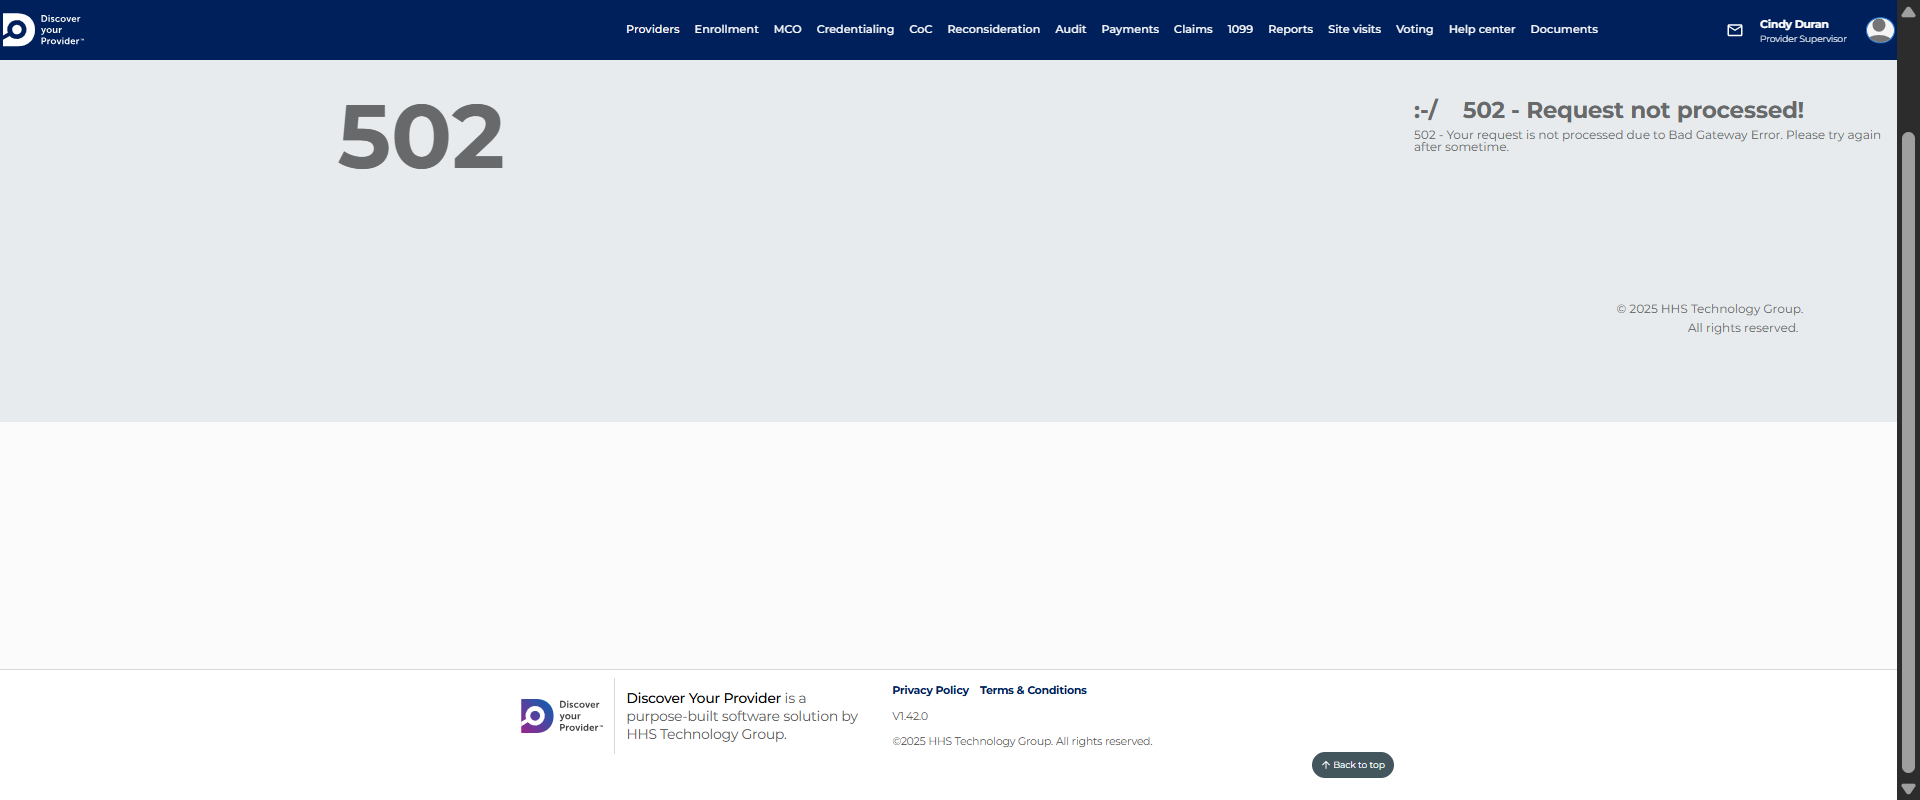 Discover
your
Provider™
Providers Enrollment MCO Credentialing CoC Reconsideration Audit Payments Claims 1099 Reports Site visits Voting Help center Documents
Cindy Duran
Provider Supervisor
502
:-/ 502 - Request not processed!
502 - Your request is not processed due to Bad Gateway Error. Please try again
after sometime.
© 2025 HHS Technology Group.
All rights reserved.
Discover
your
Provider™
Discover Your Provider is a
purpose-built software solution by
HHS Technology Group.
Privacy Policy Terms & Conditions
V1.42.0
©2025 HHS Technology Group. All rights reserved.
Back to top